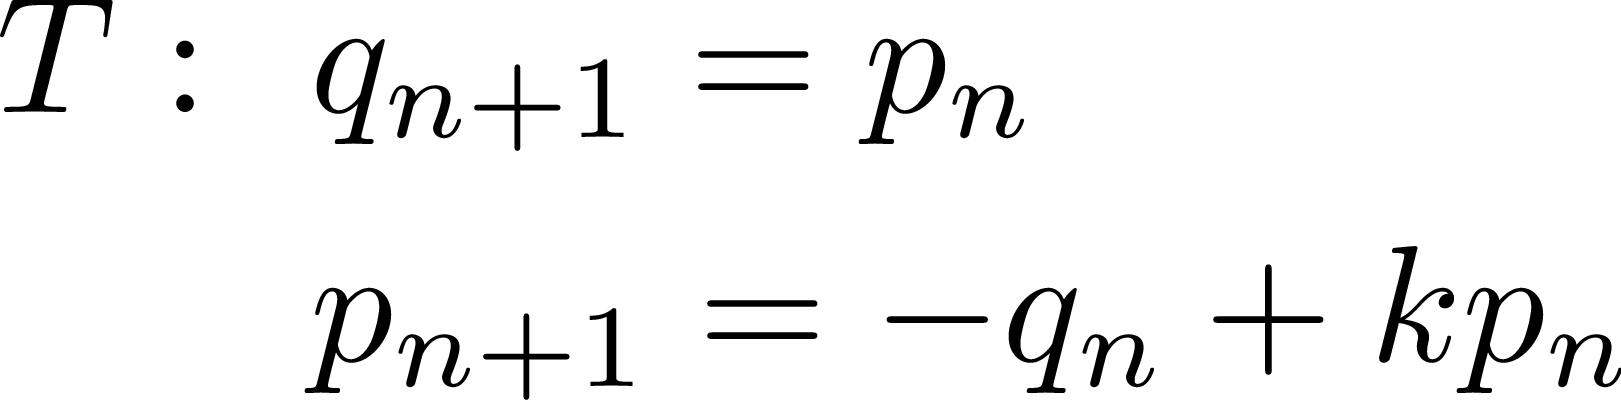 T : q_{n+1} = p_n
p_{n+1} = -q_n + kp_n